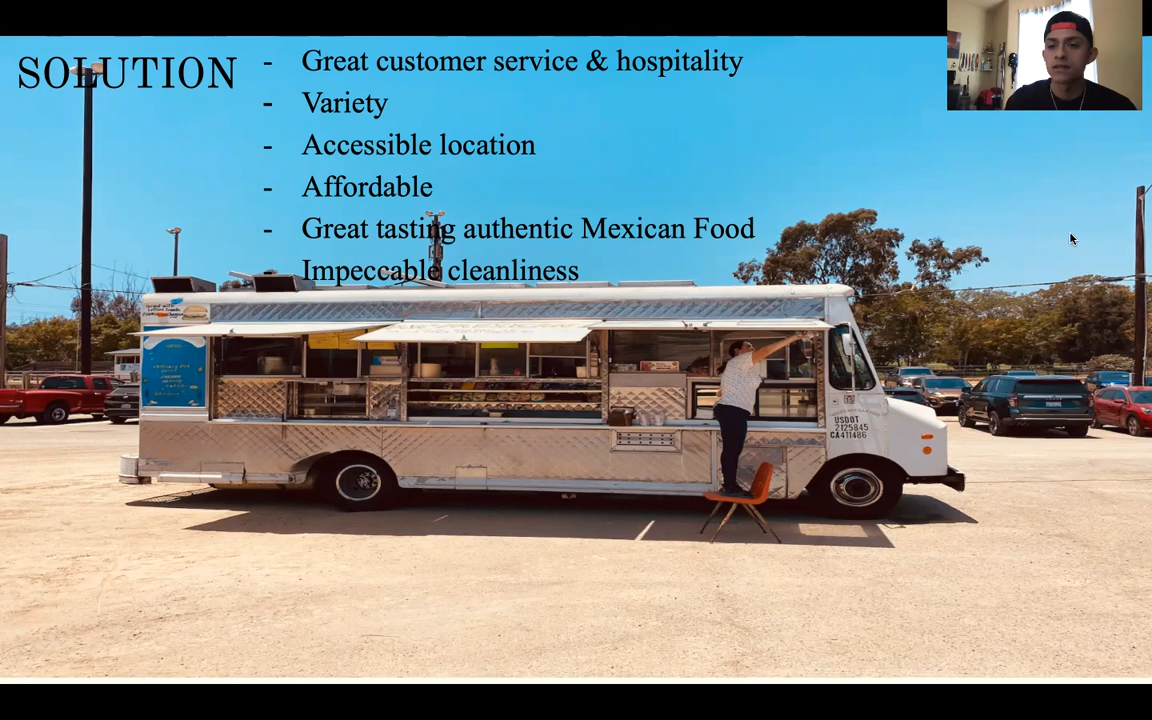 SOLUTION
- Great customer service & hospitality
- Variety
- Accessible location
- Affordable
- Great tasting authentic Mexican Food
Impeccable cleanliness
USDOT
2125845
CA411486